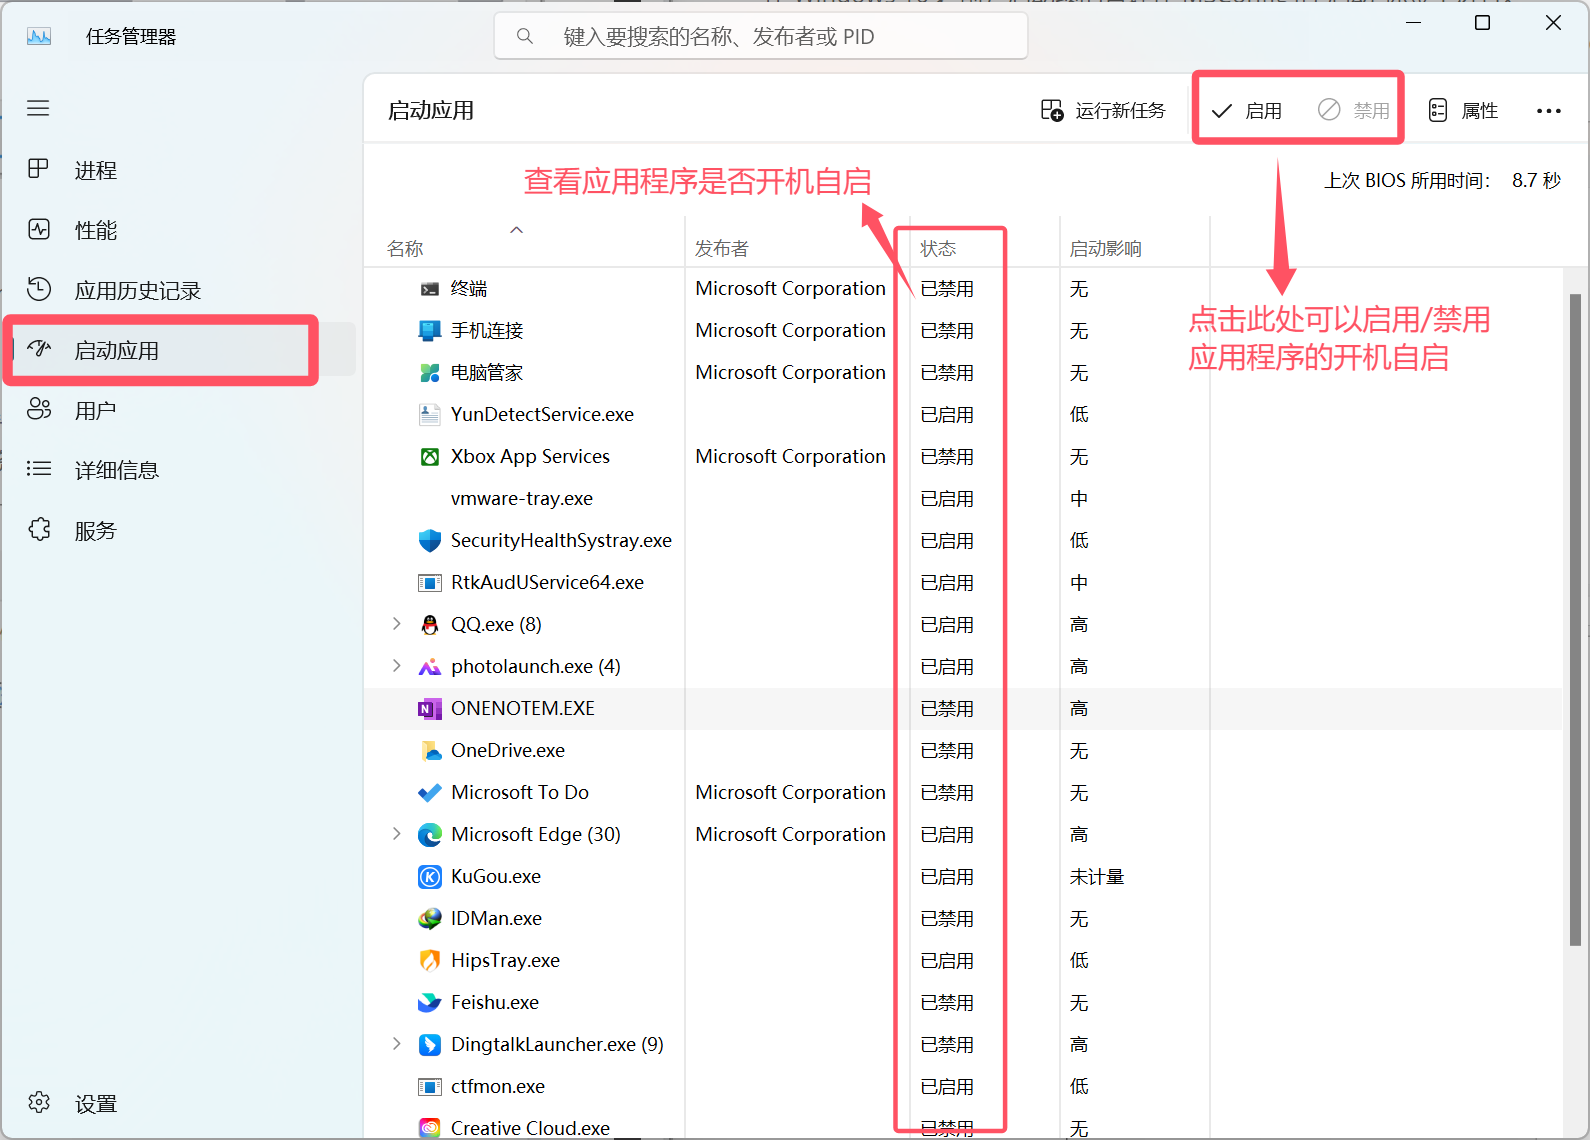 任务管理器
键入要搜索的名称、发布者或 PID
启动应用
运行新任务
启用
禁用
属性
进程
性能
应用历史记录
启动应用
用户
详细信息
服务
设置
查看应用程序是否开机自启
上次 BIOS 所用时间： 8.7 秒
点击此处可以启用/禁用
应用程序的开机自启
名称 发布者 状态 启动影响
终端 Microsoft Corporation 已禁用 无
手机连接 Microsoft Corporation 已禁用 无
电脑管家 Microsoft Corporation 已禁用 无
YunDetectService.exe 已启用 低
Xbox App Services Microsoft Corporation 已禁用 无
vmware-tray.exe 已启用 中
SecurityHealthSystray.exe 已启用 低
RtkAudUService64.exe 已启用 中
QQ.exe (8) 已启用 高
photolaunch.exe (4) 已启用 高
ONENOTEM.EXE 已禁用 高
OneDrive.exe 已禁用 无
Microsoft To Do Microsoft Corporation 已禁用 无
Microsoft Edge (30) Microsoft Corporation 已启用 高
KuGou.exe 已启用 未计量
IDMan.exe 已禁用 无
HipsTray.exe 已启用 低
Feishu.exe 已禁用 无
DingtalkLauncher.exe (9) 已禁用 高
ctfmon.exe 已启用 低
Creative Cloud.exe 已禁用 无